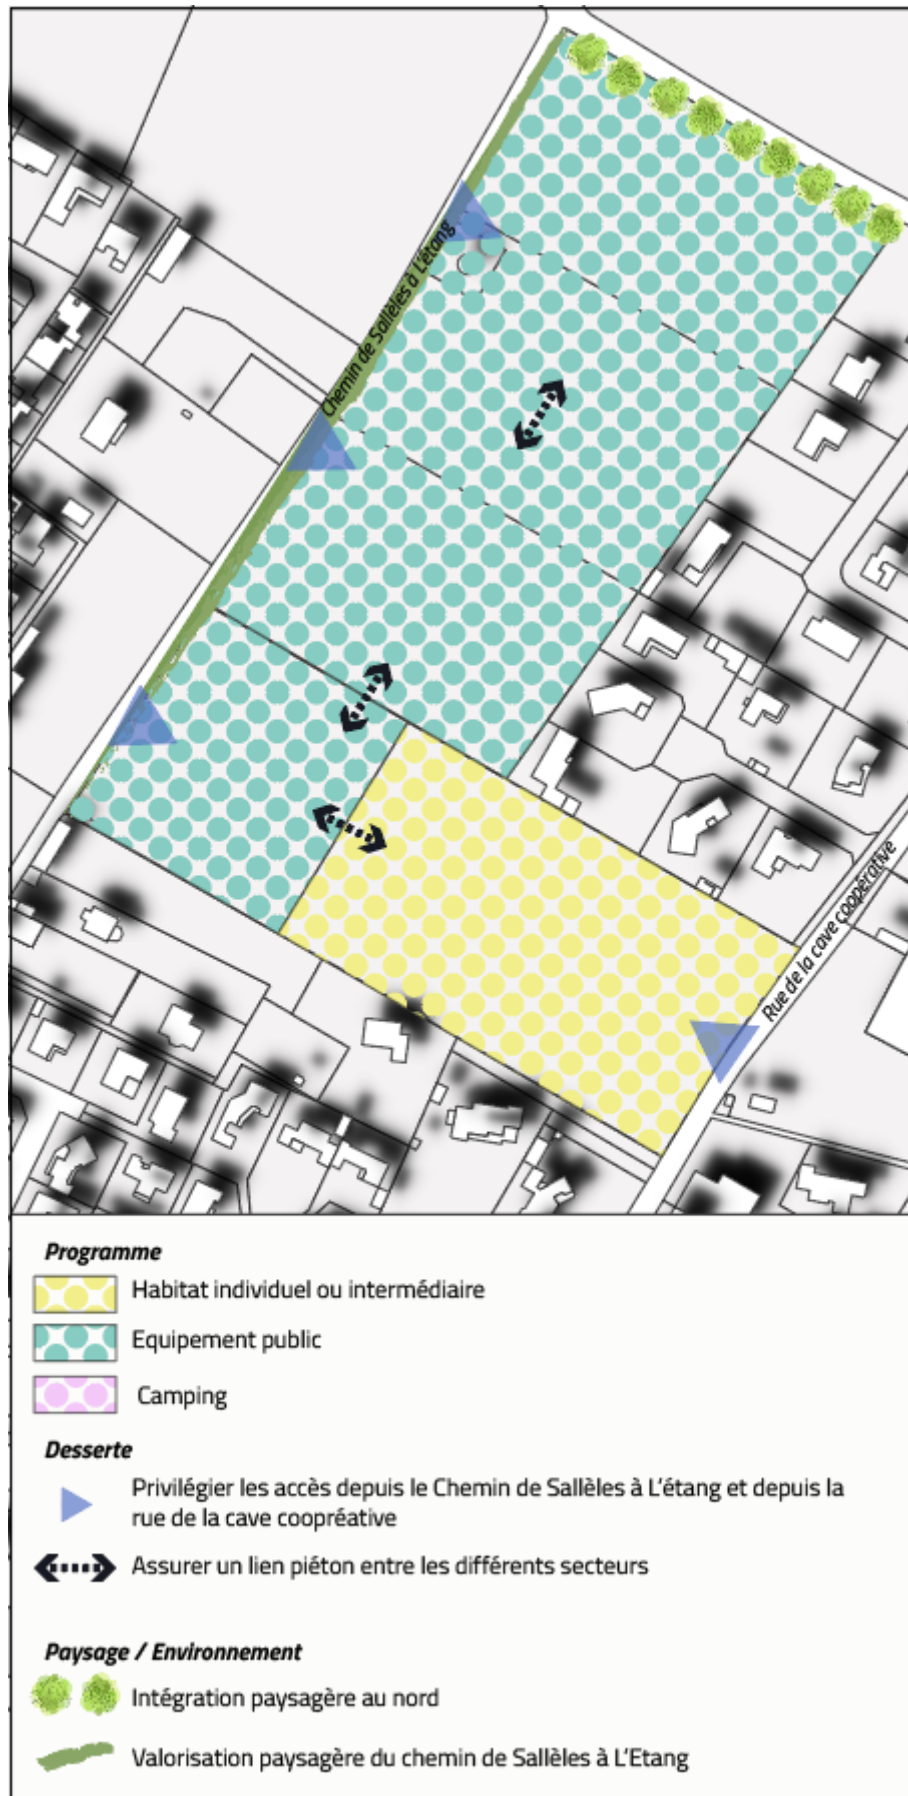 Chemin de Sallèles à L'étang
Rue de la cave coopérative
Programme
Habitat individuel ou intermédiaire
Equipement public
Camping
Desserte
Privilégier les accès depuis le Chemin de Sallèles à L'étang et depuis la
rue de la cave coopréative
Assurer un lien piéton entre les différents secteurs
Paysage / Environnement
Intégration paysagère au nord
Valorisation paysagère du chemin de Sallèles à L'Etang